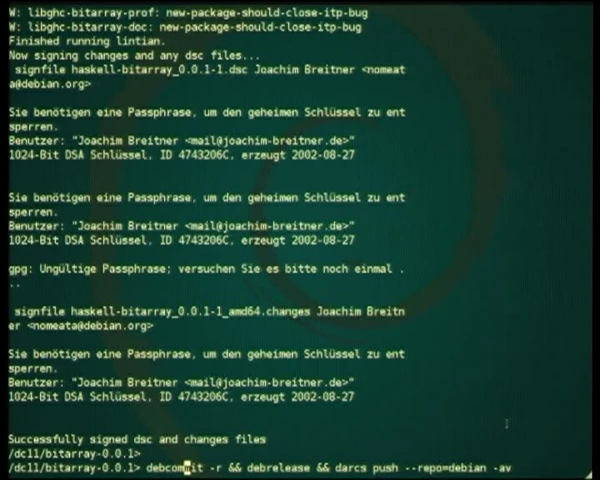 W: libghc-bitarray-prof: new-package-should-close-itp-bug
W: libghc-bitarray-doc: new-package-should-close-itp-bug
Finished running lintian.
Now signing changes and any dsc files...
 signfile haskell-bitarray_0.0.1-1.dsc Joachim Breitner <nomeat
a@debian.org>
Sie benötigen eine Passphrase, um den geheimen Schlüssel zu ent
sperren.
Benutzer: "Joachim Breitner <mail@joachim-breitner.de>"
1024-Bit DSA Schlüssel, ID 4743206C, erzeugt 2002-08-27
Sie benötigen eine Passphrase, um den geheimen Schlüssel zu ent
sperren.
Benutzer: "Joachim Breitner <mail@joachim-breitner.de>"
1024-Bit DSA Schlüssel, ID 4743206C, erzeugt 2002-08-27
gpg: Ungültige Passphrase; versuchen Sie es bitte noch einmal .
..
 signfile haskell-bitarray_0.0.1-1_amd64.changes Joachim Breitn
er <nomeata@debian.org>
Sie benötigen eine Passphrase, um den geheimen Schlüssel zu ent
sperren.
Benutzer: "Joachim Breitner <mail@joachim-breitner.de>"
1024-Bit DSA Schlüssel, ID 4743206C, erzeugt 2002-08-27
Successfully signed dsc and changes files
/dc11/bitarray-0.0.1>
/dc11/bitarray-0.0.1> debcommit -r && debrelease && darcs push --repo=debian -av